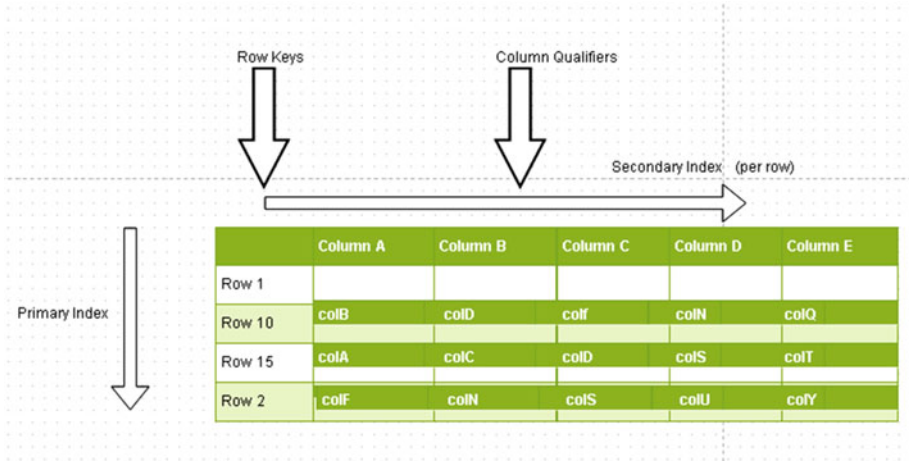 Row Keys
Column Qualifiers
Secondary Index (per row)
Primary Index
Column A Column B Column C Column D Column E
Row 1
Row 10 colB colD colf colN colQ
Row 15 colA colC colD colS colT
Row 2 colF colN colS colU colY